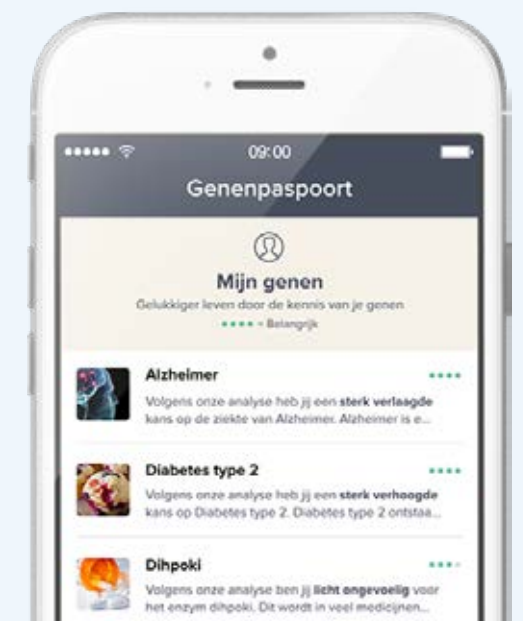 09:00
Genenpaspoort
Mijn genen
Gelukkiger leven door de kennis van je genen
•••• = Belangrijk
Alzheimer
Volgens onze analyse heb jij een sterk verlaagde
kans op de ziekte van Alzheimer. Alzheimer is e...
Diabetes type 2
Volgens onze analyse heb jij een sterk verhoogde
kans op Diabetes type 2. Diabetes type 2 ontstaa...
Dihpoki
Volgens onze analyse ben jij licht ongevoelig voor
het enzym dihpoki. Dit wordt in veel medicijnen...